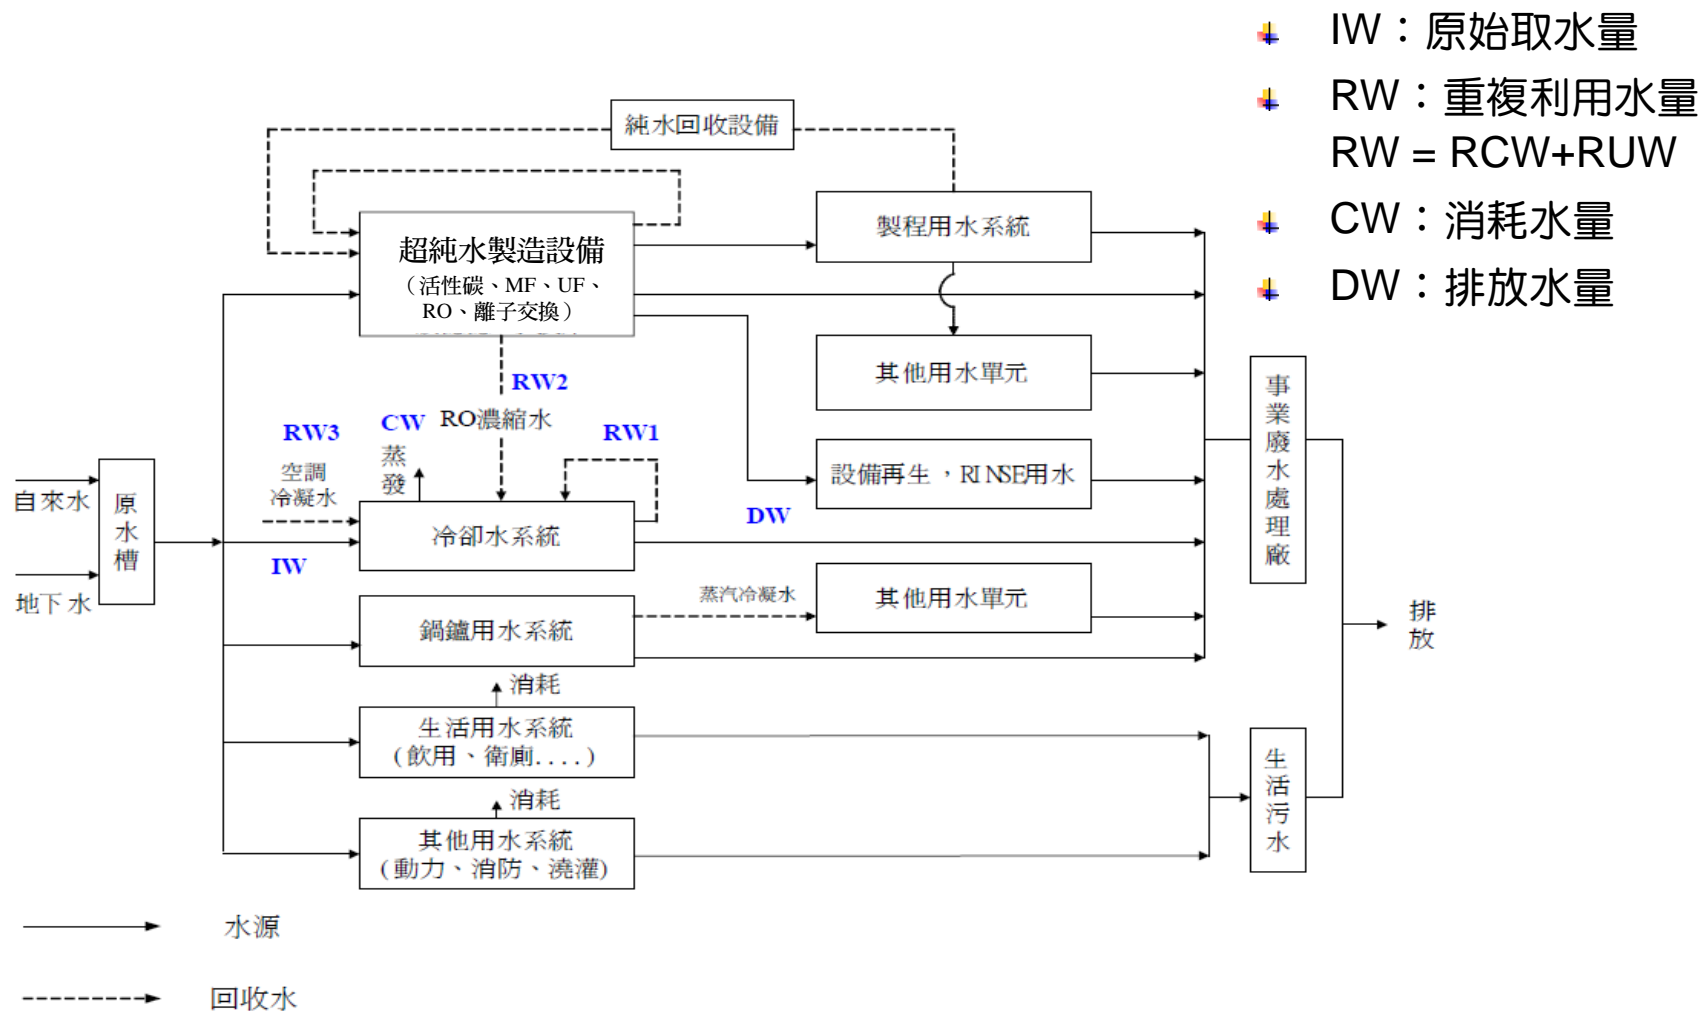 IW：原始取水量
RW：重複利用水量
RW = RCW+RUW
CW：消耗水量
DW：排放水量
純水回收設備
超純水製造設備
（活性碳、MF、UF、
RO、離子交換）
製程用水系統
其他用水單元
RW2
RO濃縮水
CW
蒸發
RW1
RW3
空調
冷凝水
設備再生，RINSE用水
自來水
地下水
原水槽
冷卻水系統
IW
DW
事業廢水處理廠
鍋鑪用水系統
蒸汽冷凝水
其他用水單元
排放
消耗
生活用水系統
(飲用、衛廁....)
生活污水
消耗
其他用水系統
(動力、消防、澆灌)
水源
回收水